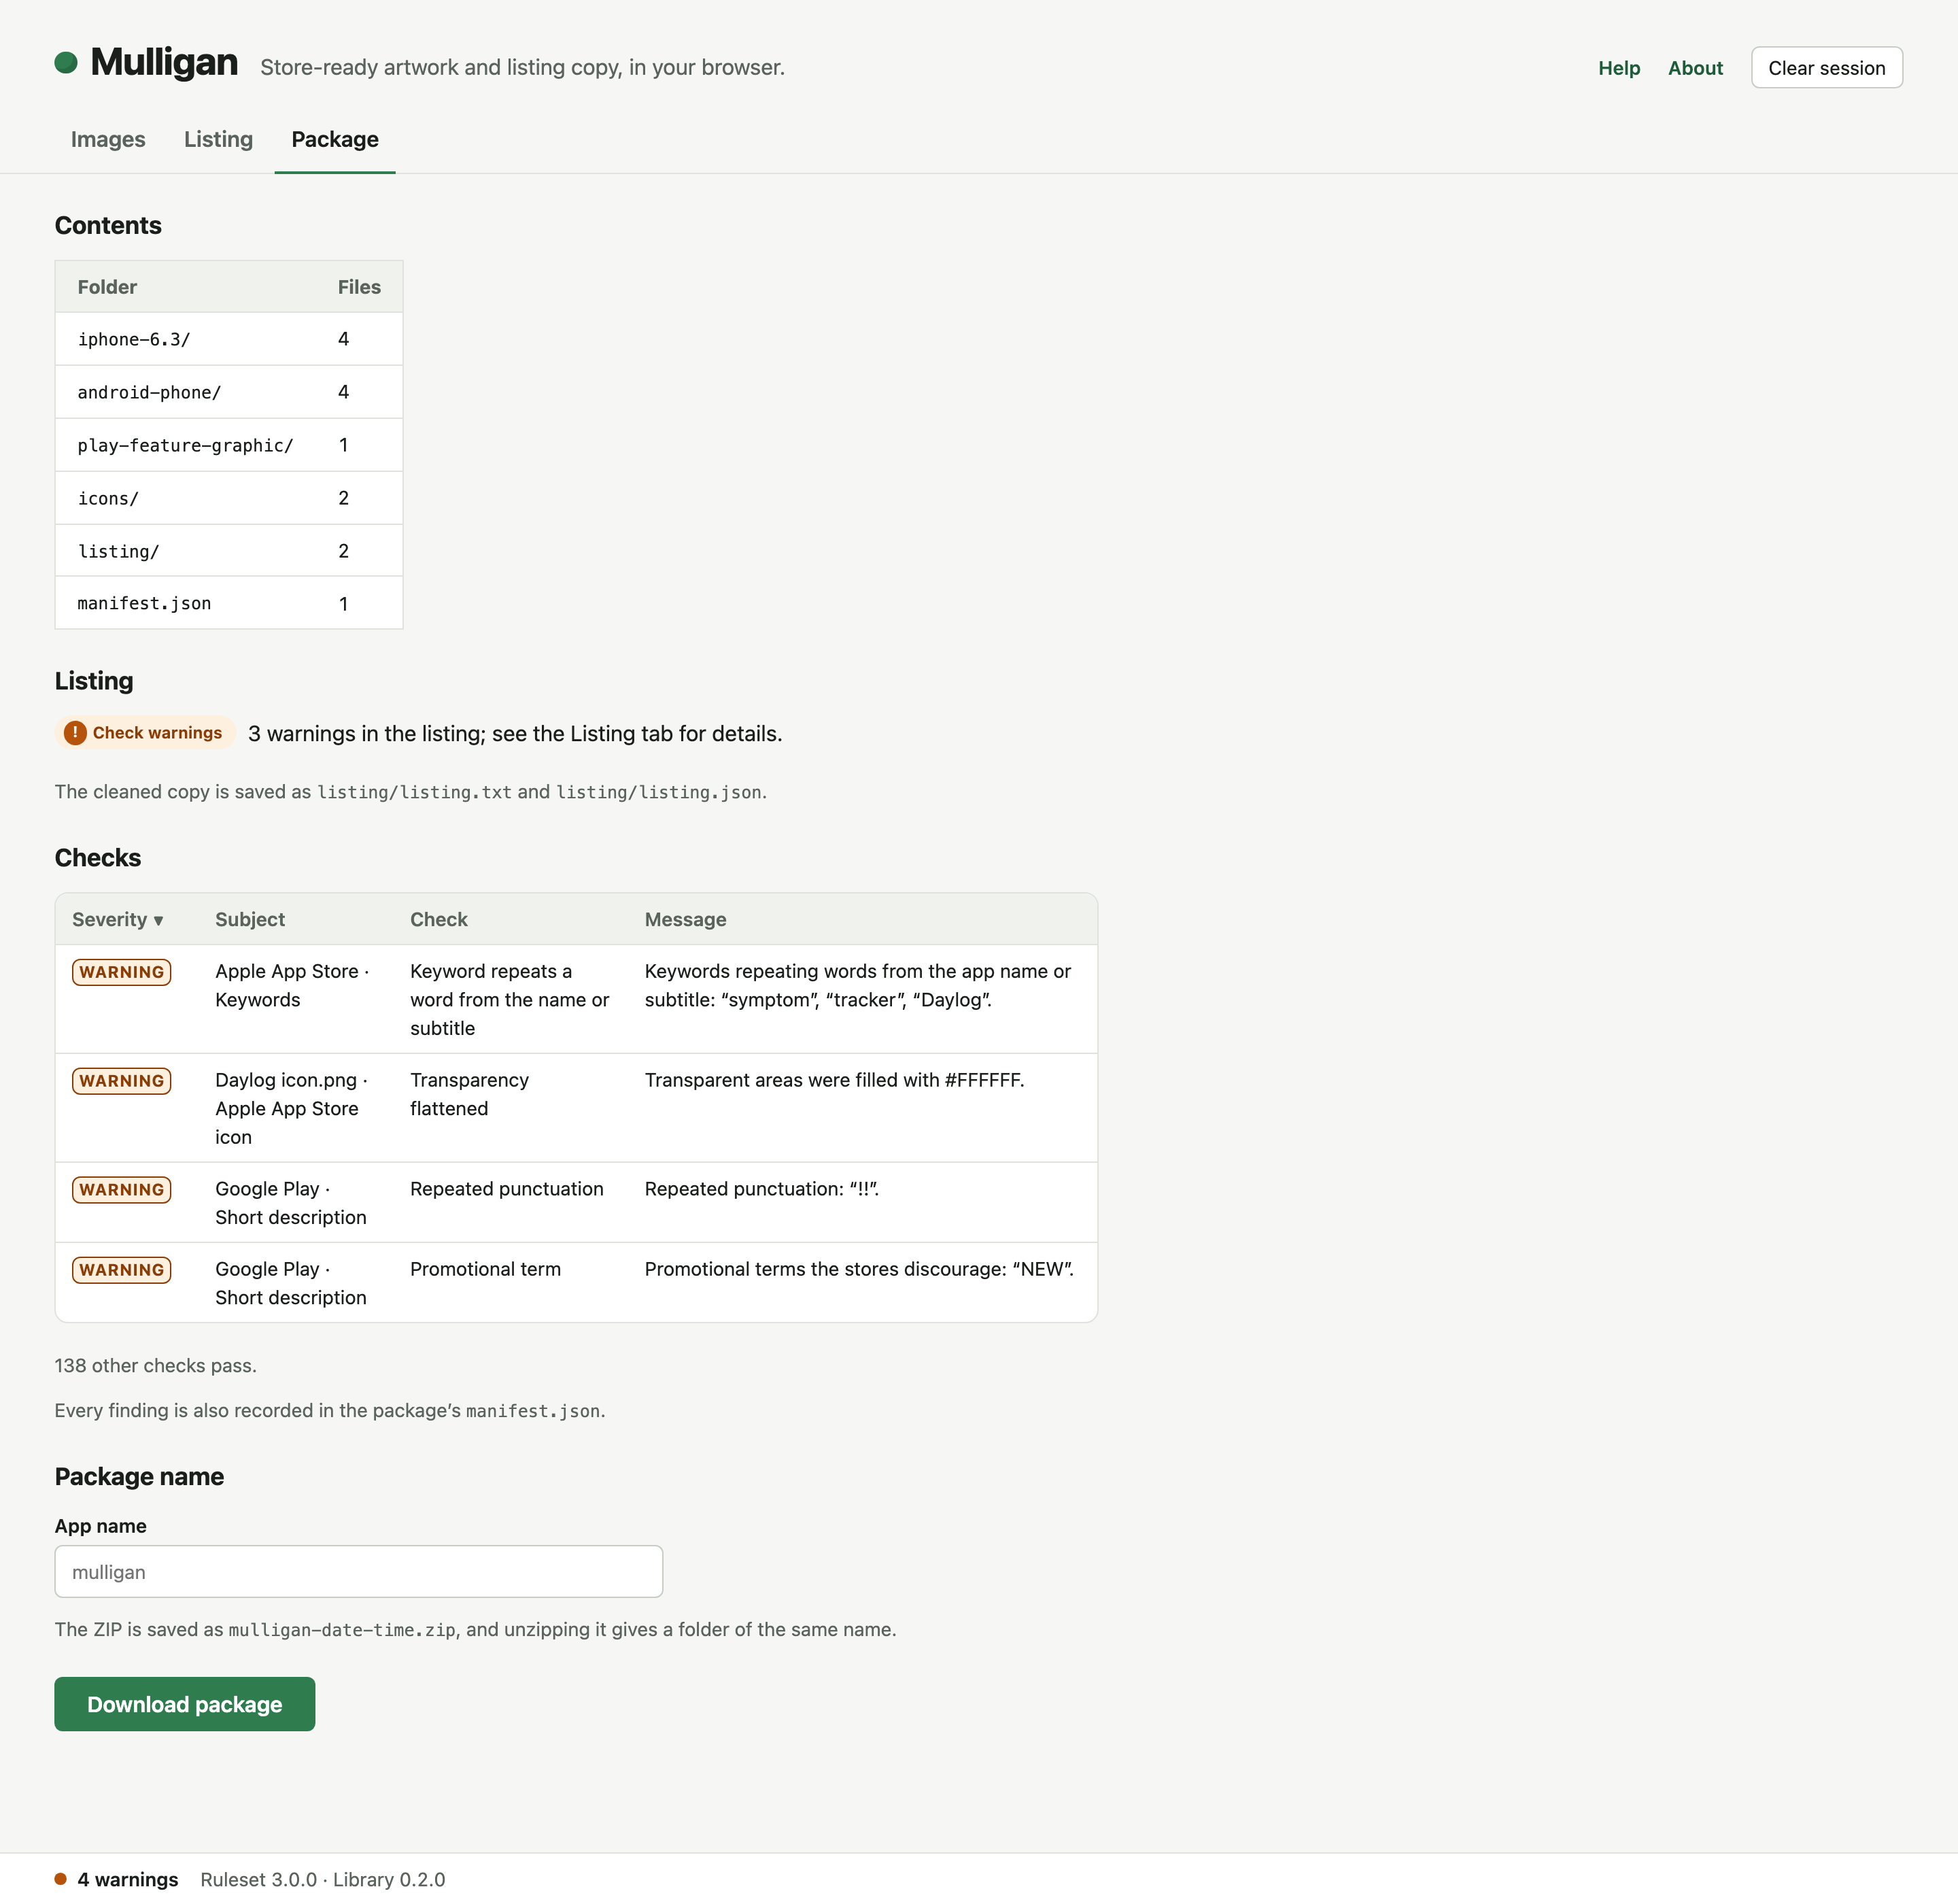 Mulligan Store-ready artwork and listing copy, in your browser. Help About Clear session
Images Listing Package
Contents
Folder Files
iphone-6.3/ 4
android-phone/ 4
play-feature-graphic/ 1
icons/ 2
listing/ 2
manifest.json 1
Listing
! Check warnings 3 warnings in the listing; see the Listing tab for details.
The cleaned copy is saved as listing/listing.txt and listing/listing.json.
Checks
Severity ▼ Subject Check Message
WARNING Apple App Store · Keyword repeats a Keywords repeating words from the app name or
Keywords word from the name or subtitle: “symptom”, “tracker”, “Daylog”.
subtitle
WARNING Daylog icon.png · Transparency Transparent areas were filled with #FFFFFF.
Apple App Store flattened
icon
WARNING Google Play · Repeated punctuation Repeated punctuation: “!!”.
Short description
WARNING Google Play · Promotional term Promotional terms the stores discourage: “NEW”.
Short description
138 other checks pass.
Every finding is also recorded in the package’s manifest.json.
Package name
App name
mulligan
The ZIP is saved as mulligan-date-time.zip, and unzipping it gives a folder of the same name.
Download package
4 warnings Ruleset 3.0.0 · Library 0.2.0